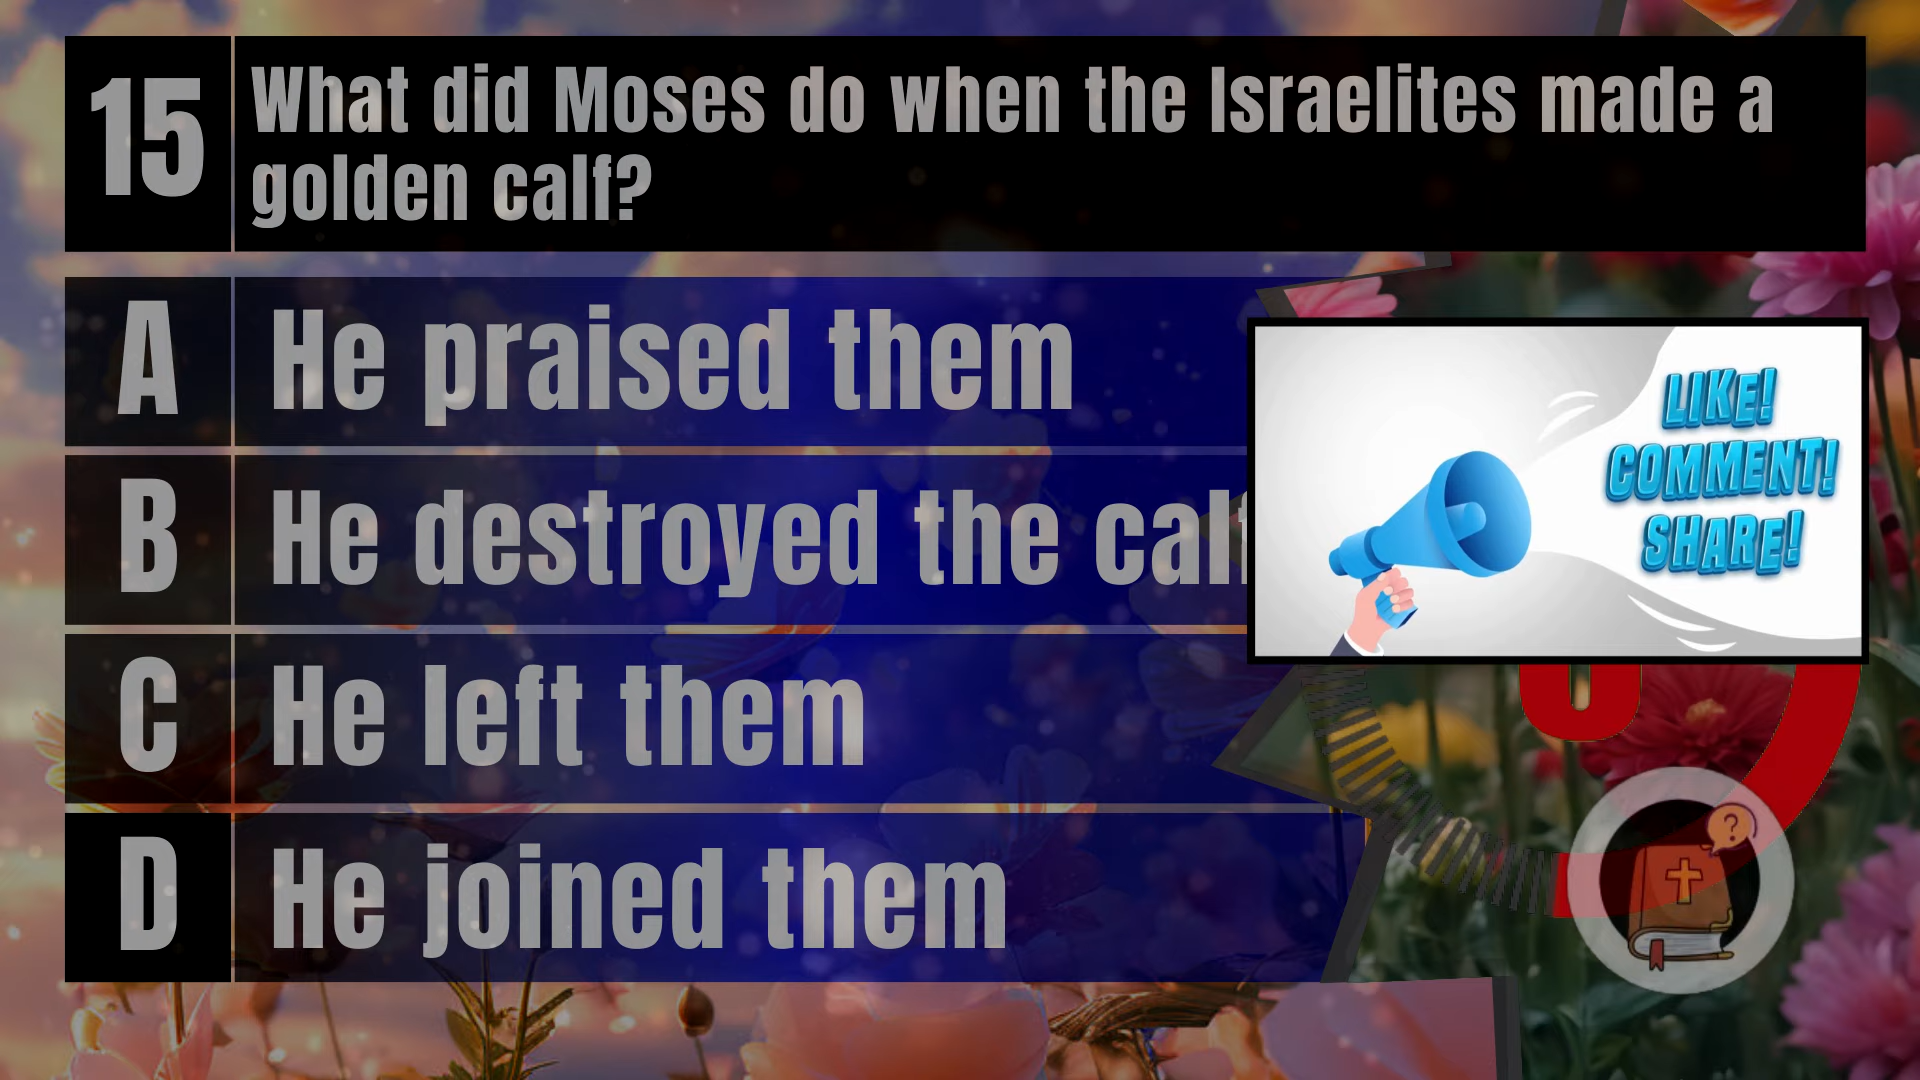 15
What did Moses do when the Israelites made a
golden calf?
A
He praised them
B
He destroyed the calf
C
He left them
D
He joined them
LIKE!
COMMENT!
SHARE!
?